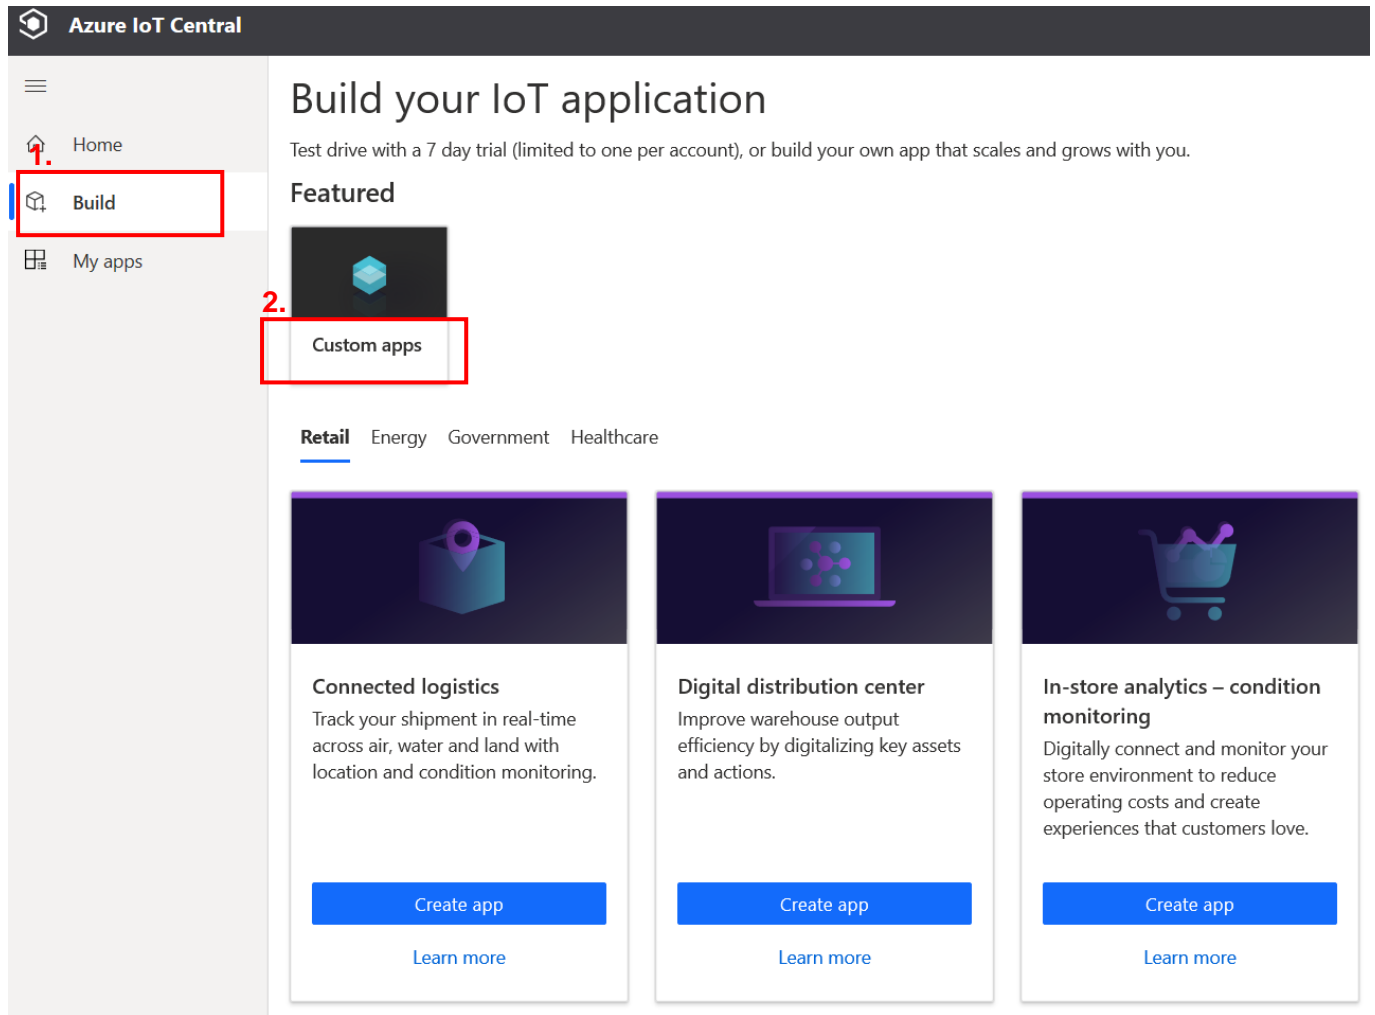 Azure IoT Central
Build your IoT application
Home
1.
Test drive with a 7 day trial (limited to one per account), or build your own app that scales and grows with you.
Build
Featured
My apps
2.
Custom apps
Retail Energy Government Healthcare
Connected logistics
Track your shipment in real-time
across air, water and land with
location and condition monitoring.
Create app
Learn more
Digital distribution center
Improve warehouse output
efficiency by digitalizing key assets
and actions.
Create app
Learn more
In-store analytics – condition
monitoring
Digitally connect and monitor your
store environment to reduce
operating costs and create
experiences that customers love.
Create app
Learn more